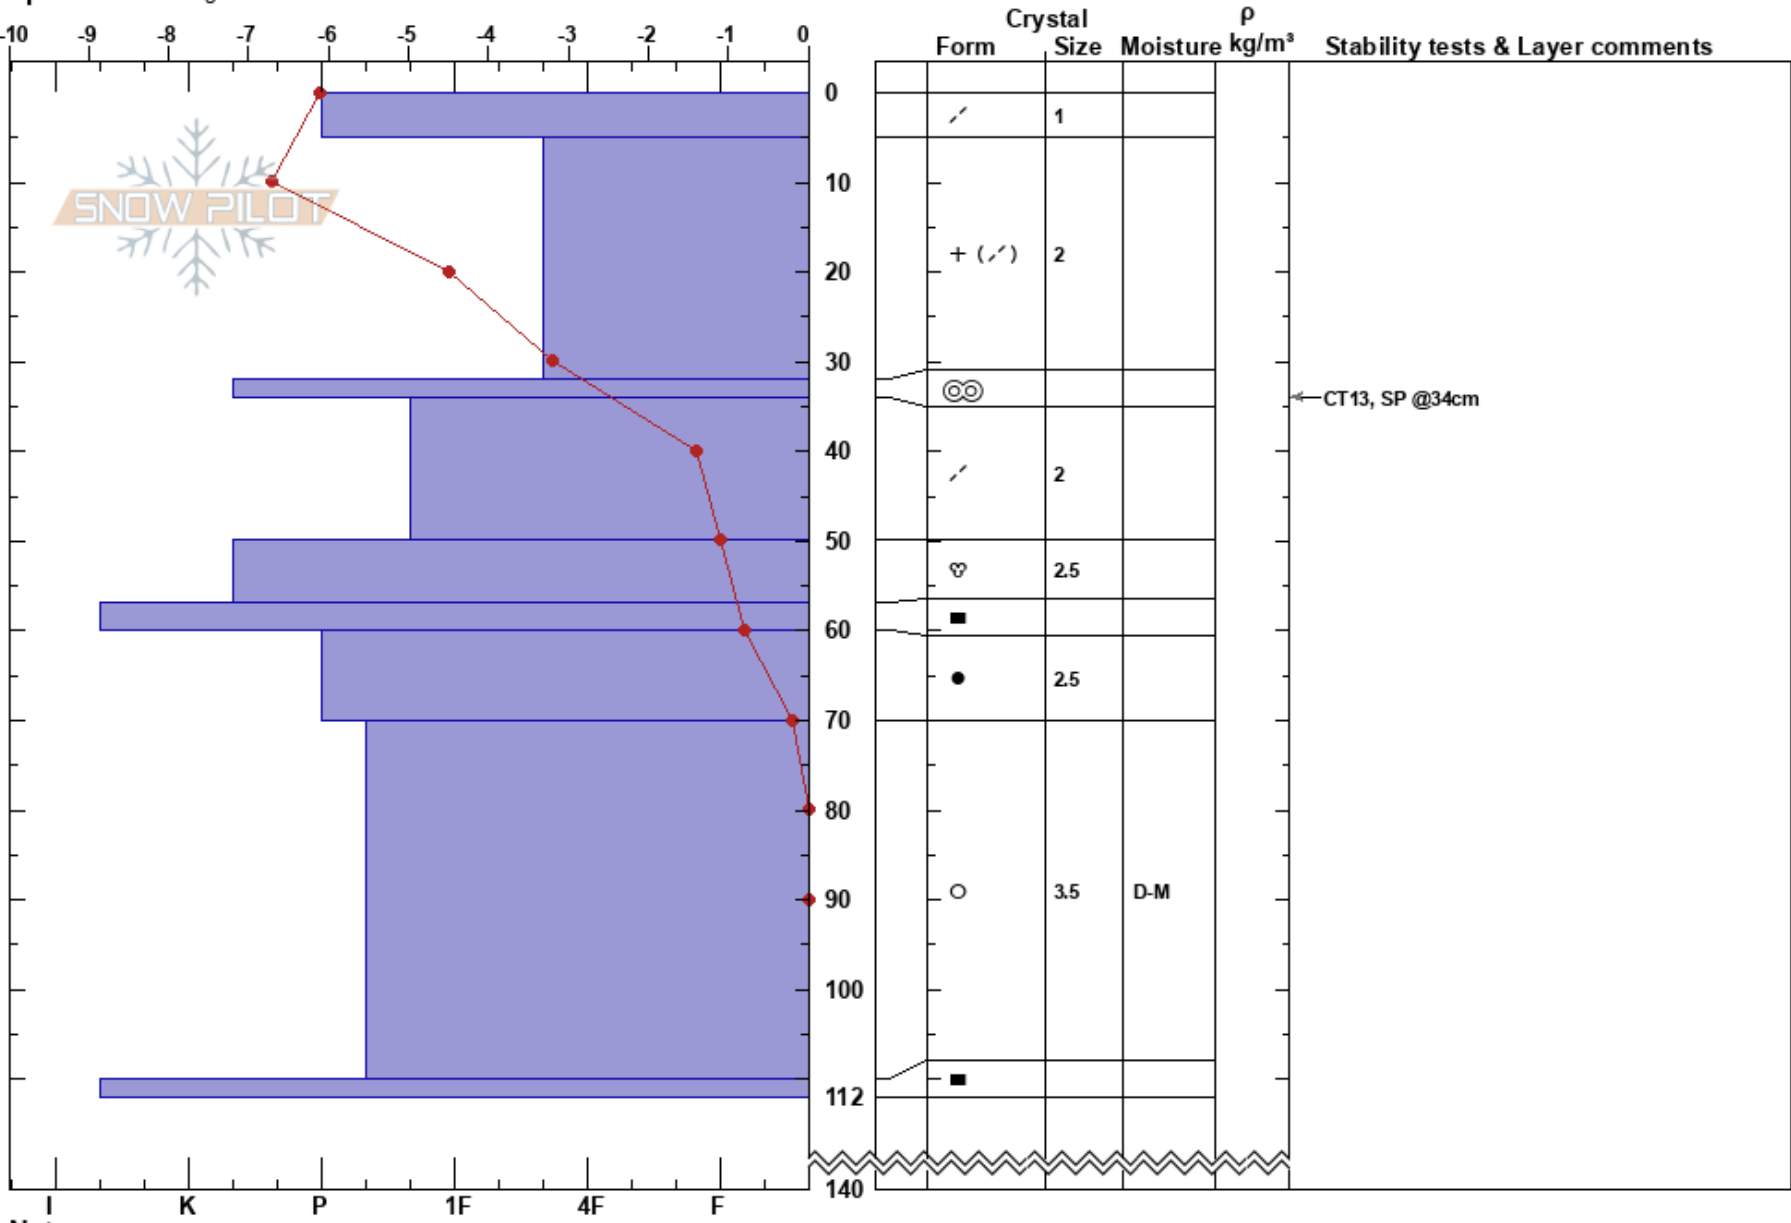 Crystal ρ
-10 -9 -8 -7 -6 -5 -4 -3 -2 -1 0 Form Size Moisture kg/m³ Stability tests & Layer comments
0
1
10
SNOW PILOT
+ ( ) 2
20
30
CT13, SP @34cm
40
2
50
2.5
60
2.5
70
80
3.5 D-M
90
100
112
140
I K P 1F 4F F